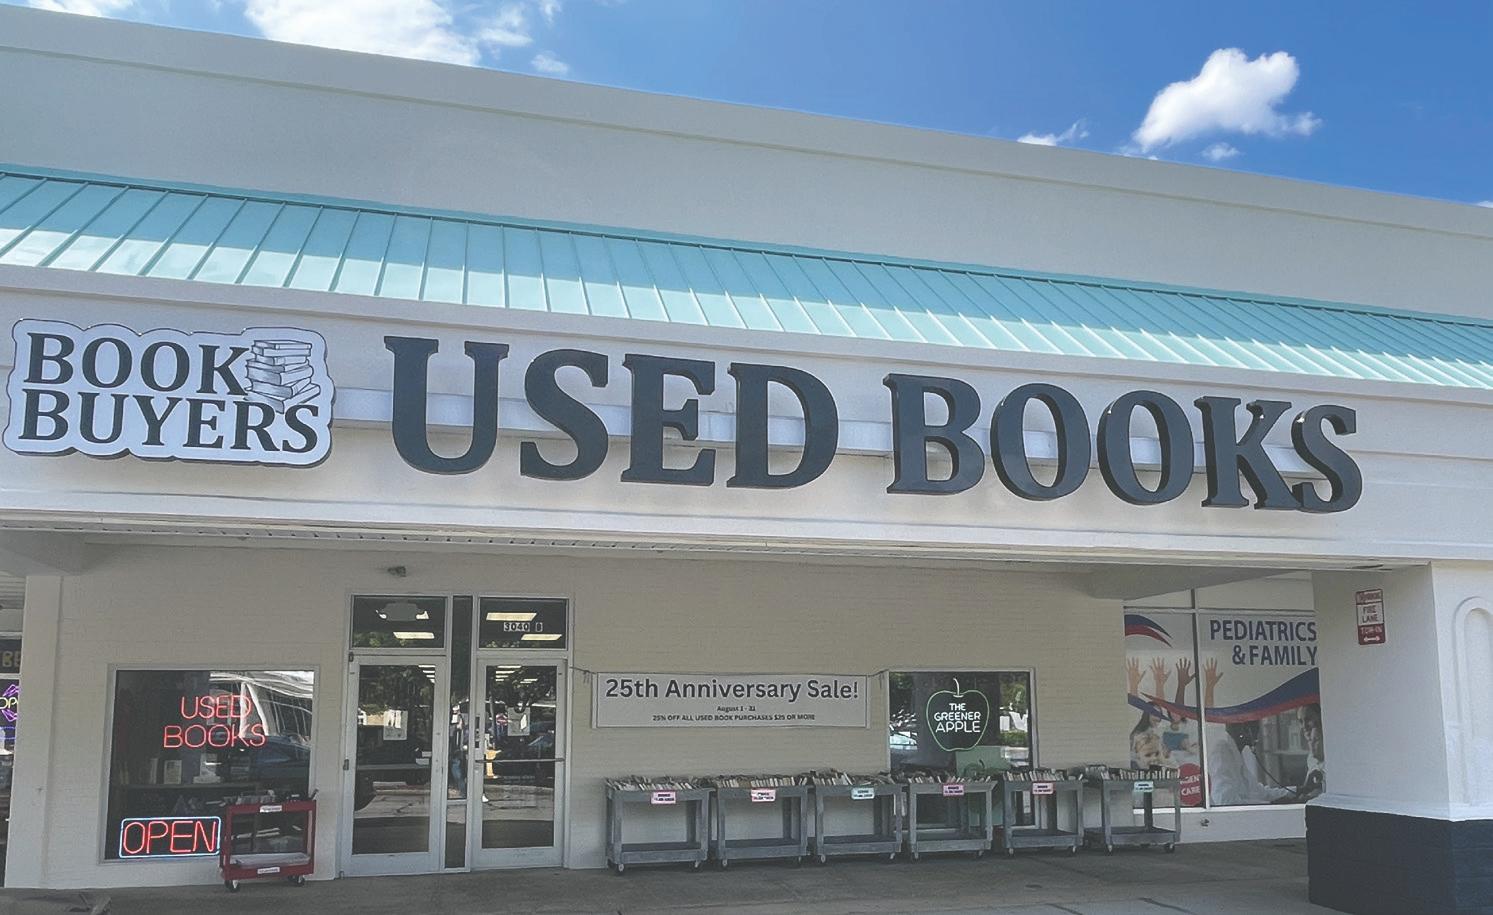 BOOK
BUYERS
USED BOOKS
3040 B
USED
BOOKS
OPEN
25th Anniversary Sale!
August 1 - 31
25% OFF ALL USED BOOK PURCHASES $25 OR MORE
THE
GREENER
APPLE
PEDIATRICS
& FAMILY
CARE
FIRE
LANE